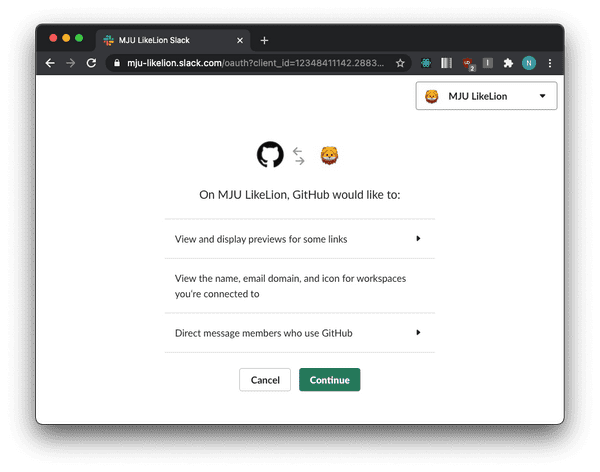 MJU LikeLion Slack
mju-likelion.slack.com/oauth?client_id=12348411142.2883...
2
N
MJU LikeLion
On MJU LikeLion, GitHub would like to:
View and display previews for some links
View the name, email domain, and icon for workspaces
you're connected to
Direct message members who use GitHub
Cancel
Continue